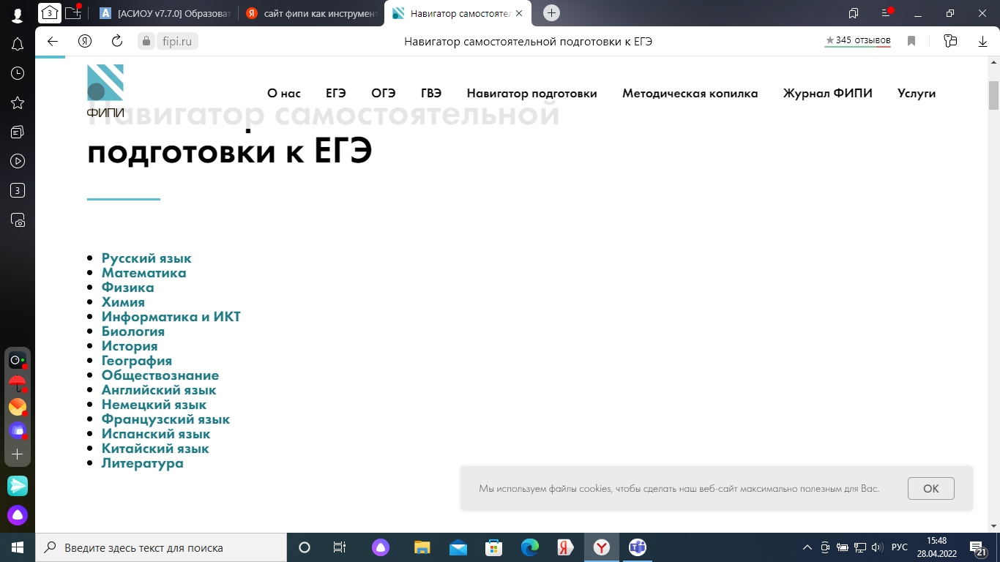 [АСИОУ v7.7.0] Образоват
сайт фипи как инструмент
Навигатор самостоятел
Я
fipi.ru
Навигатор самостоятельной подготовки к ЕГЭ
★345 отзывов
ФИПИ
О нас
ЕГЭ
ОГЭ
ГВЭ
Навигатор подготовки
Методическая копилка
Журнал ФИПИ
Услуги
Навигатор самостоятельной
подготовки к ЕГЭ
Русский язык
Математика
Физика
Химия
Информатика и ИКТ
Биология
История
География
Обществознание
Английский язык
Немецкий язык
Французский язык
Испанский язык
Китайский язык
Литература
3
Мы используем файлы cookies, чтобы сделать наш веб-сайт максимально полезным для Вас.
OK
Введите здесь текст для поиска
РУС
15:48
28.04.2022
21